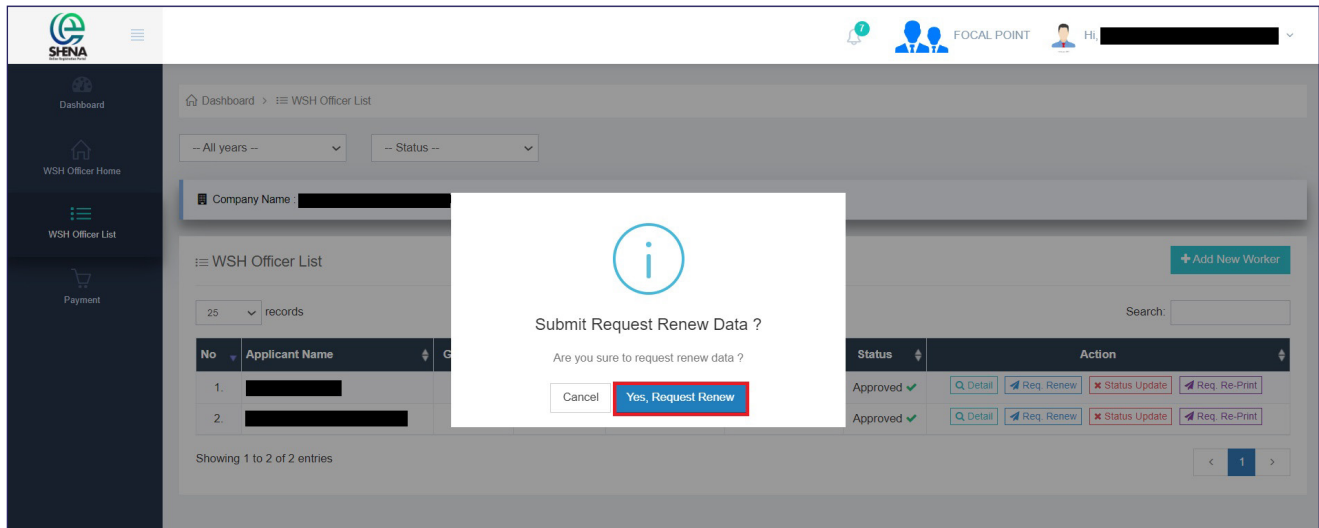 SHENA
7
FOCAL POINT
Hi,
Dashboard
Dashboard > WSH Officer List
WSH Officer Home
-- All years --
-- Status --
Company Name :
WSH Officer List
WSH Officer List
+ Add New Worker
Payment
25 records
Search:
Submit Request Renew Data ?
Are you sure to request renew data ?
Cancel
Yes, Request Renew
No Applicant Name G Status Action
1. Approved Detail Req. Renew Status Update Req. Re-Print
2. Approved Detail Req. Renew Status Update Req. Re-Print
Showing 1 to 2 of 2 entries
< 1 >